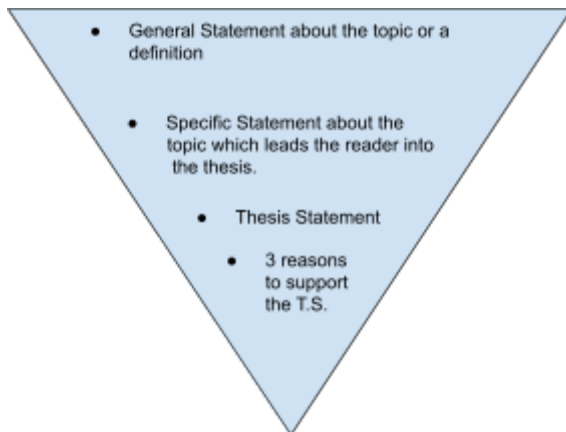 ● General Statement about the topic or a
definition
● Specific Statement about the
topic which leads the reader into
the thesis.
● Thesis Statement
● 3 reasons
to support
the T.S.